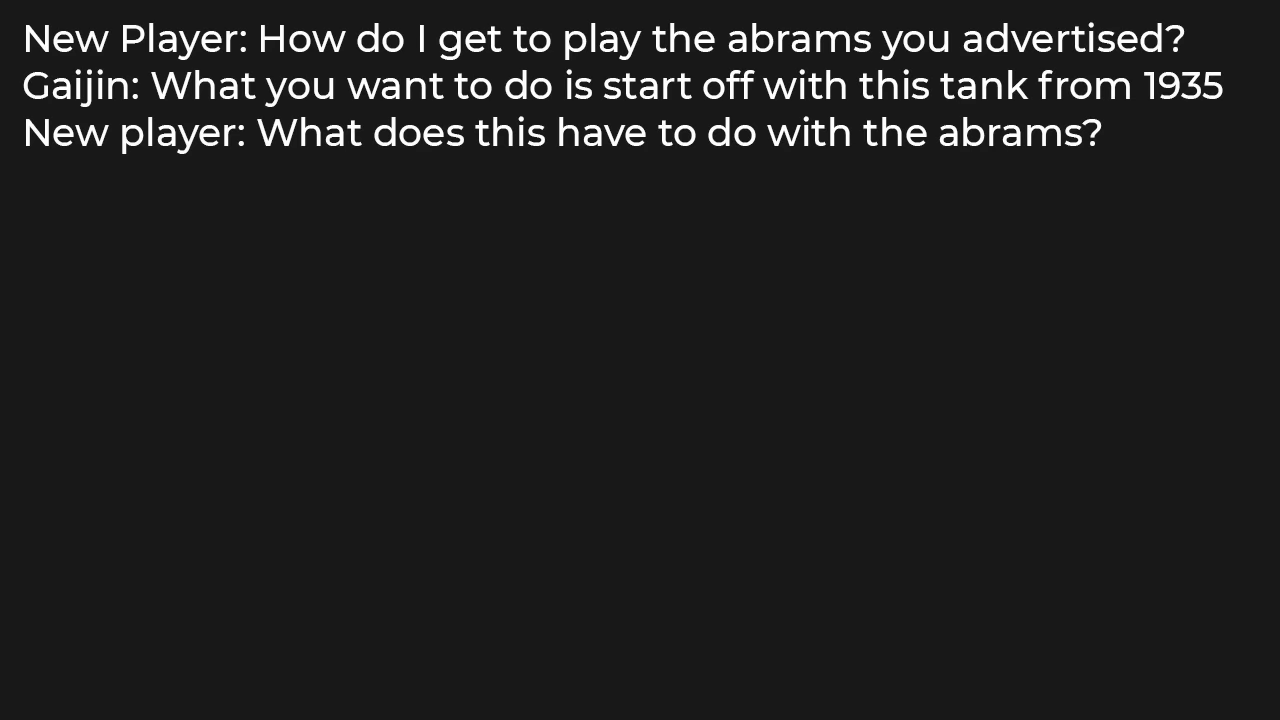 New Player: How do I get to play the abrams you advertised?
Gaijin: What you want to do is start off with this tank from 1935
New player: What does this have to do with the abrams?